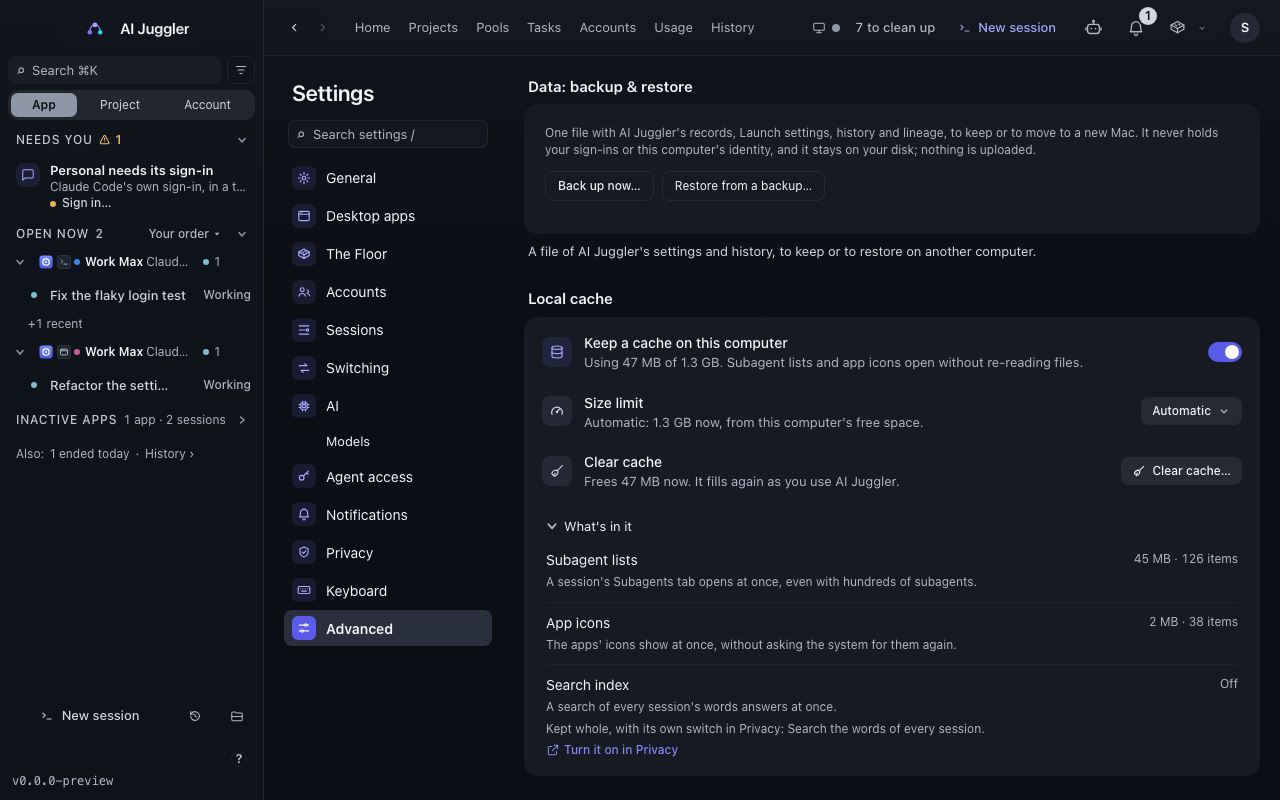 AI Juggler
Search ⌘K
App Project Account
NEEDS YOU 1
Personal needs its sign-in
Claude Code's own sign-in, in a t…
Sign in…
OPEN NOW 2 Your order
Work Max Claud… 1
Fix the flaky login test Working
+1 recent
Work Max Claud… 1
Refactor the setti… Working
INACTIVE APPS 1 app · 2 sessions
Also: 1 ended today · History ›
New session
?
v0.0.0-preview
Home Projects Pools Tasks Accounts Usage History
7 to clean up
New session
1
S
Settings
Search settings /
General
Desktop apps
The Floor
Accounts
Sessions
Switching
AI
Models
Agent access
Notifications
Privacy
Keyboard
Advanced
Data: backup & restore
One file with AI Juggler's records, Launch settings, history and lineage, to keep or to move to a new Mac. It never holds
your sign-ins or this computer's identity, and it stays on your disk; nothing is uploaded.
Back up now… Restore from a backup…
A file of AI Juggler's settings and history, to keep or to restore on another computer.
Local cache
Keep a cache on this computer
Using 47 MB of 1.3 GB. Subagent lists and app icons open without re-reading files.
Size limit
Automatic: 1.3 GB now, from this computer's free space.
Automatic
Clear cache
Frees 47 MB now. It fills again as you use AI Juggler.
Clear cache…
What's in it
Subagent lists 45 MB · 126 items
A session's Subagents tab opens at once, even with hundreds of subagents.
App icons 2 MB · 38 items
The apps' icons show at once, without asking the system for them again.
Search index Off
A search of every session's words answers at once.
Kept whole, with its own switch in Privacy: Search the words of every session.
Turn it on in Privacy